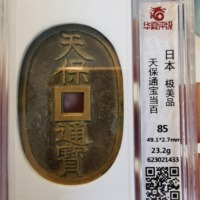 华夏评级
日本
极美品
天保通宝当百
85
49.1*2.7mm
23.2g
623021433
天保
通寶